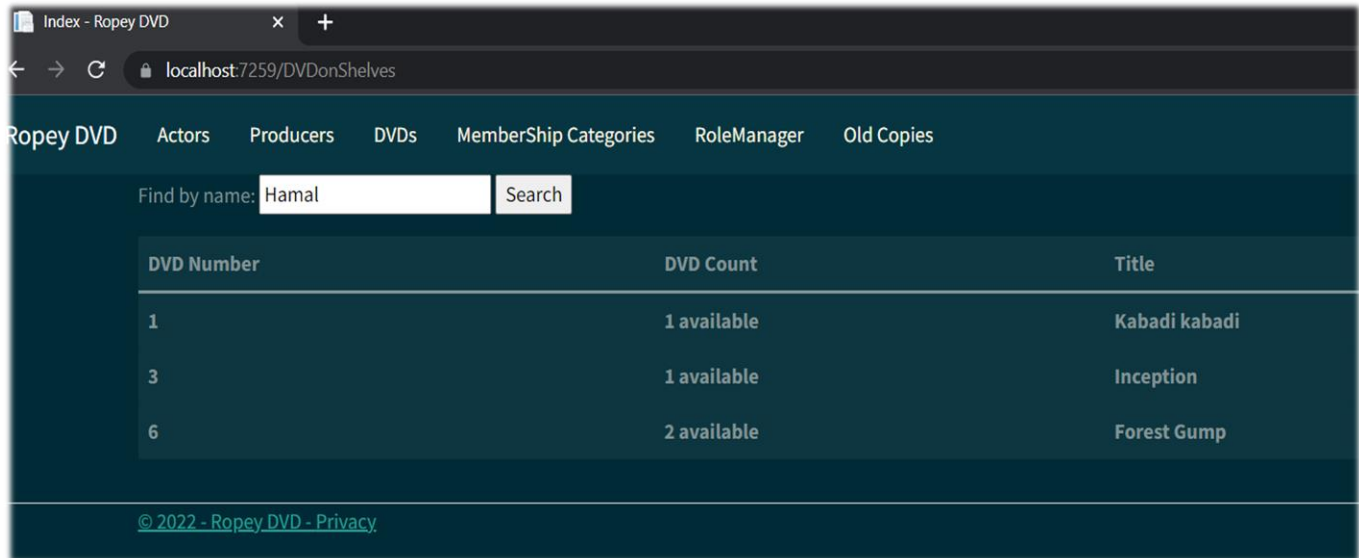 Index - Ropey DVD
localhost:7259/DVDonShelves
Ropey DVD Actors Producers DVDs MemberShip Categories RoleManager Old Copies
Find by name: Hamal Search
DVD Number DVD Count Title
1 1 available Kabadi kabadi
3 1 available Inception
6 2 available Forest Gump
© 2022 - Ropey DVD - Privacy